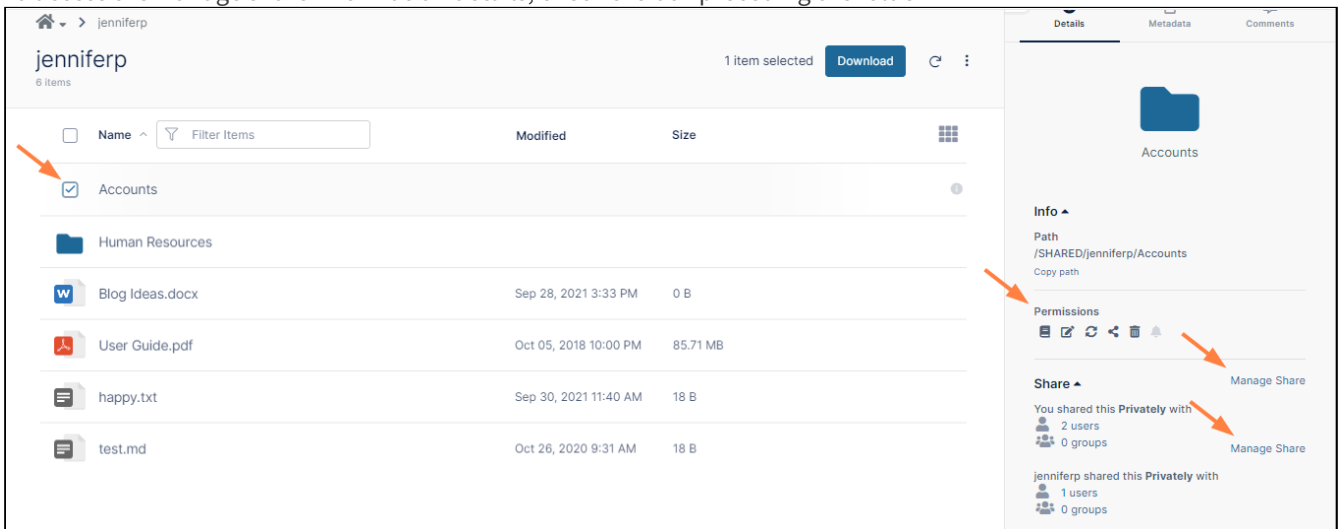 jenniferp
jenniferp
6 items
1 item selected
Download
Name
Filter Items
Modified
Size
Accounts
Human Resources
Blog Ideas.docx
Sep 28, 2021 3:33 PM
0 B
User Guide.pdf
Oct 05, 2018 10:00 PM
85.71 MB
happy.txt
Sep 30, 2021 11:40 AM
18 B
test.md
Oct 26, 2020 9:31 AM
18 B
Details
Metadata
Comments
Accounts
Info
Path
/SHARED/jenniferp/Accounts
Copy path
Permissions
Share
Manage Share
You shared this Privately with
2 users
0 groups
Manage Share
jenniferp shared this Privately with
1 users
0 groups